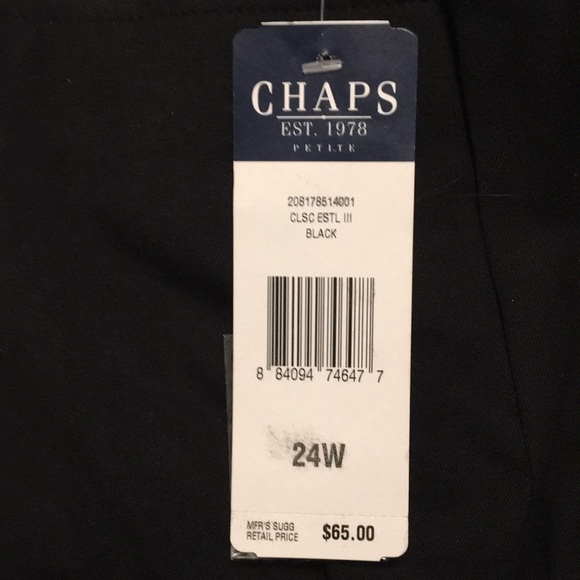 CHAPS
EST. 1978
PETITE
208178514001
CLSC ESTL III
BLACK
8 84094 74647 7
24W
MFR'S SUGG
RETAIL PRICE $65.00